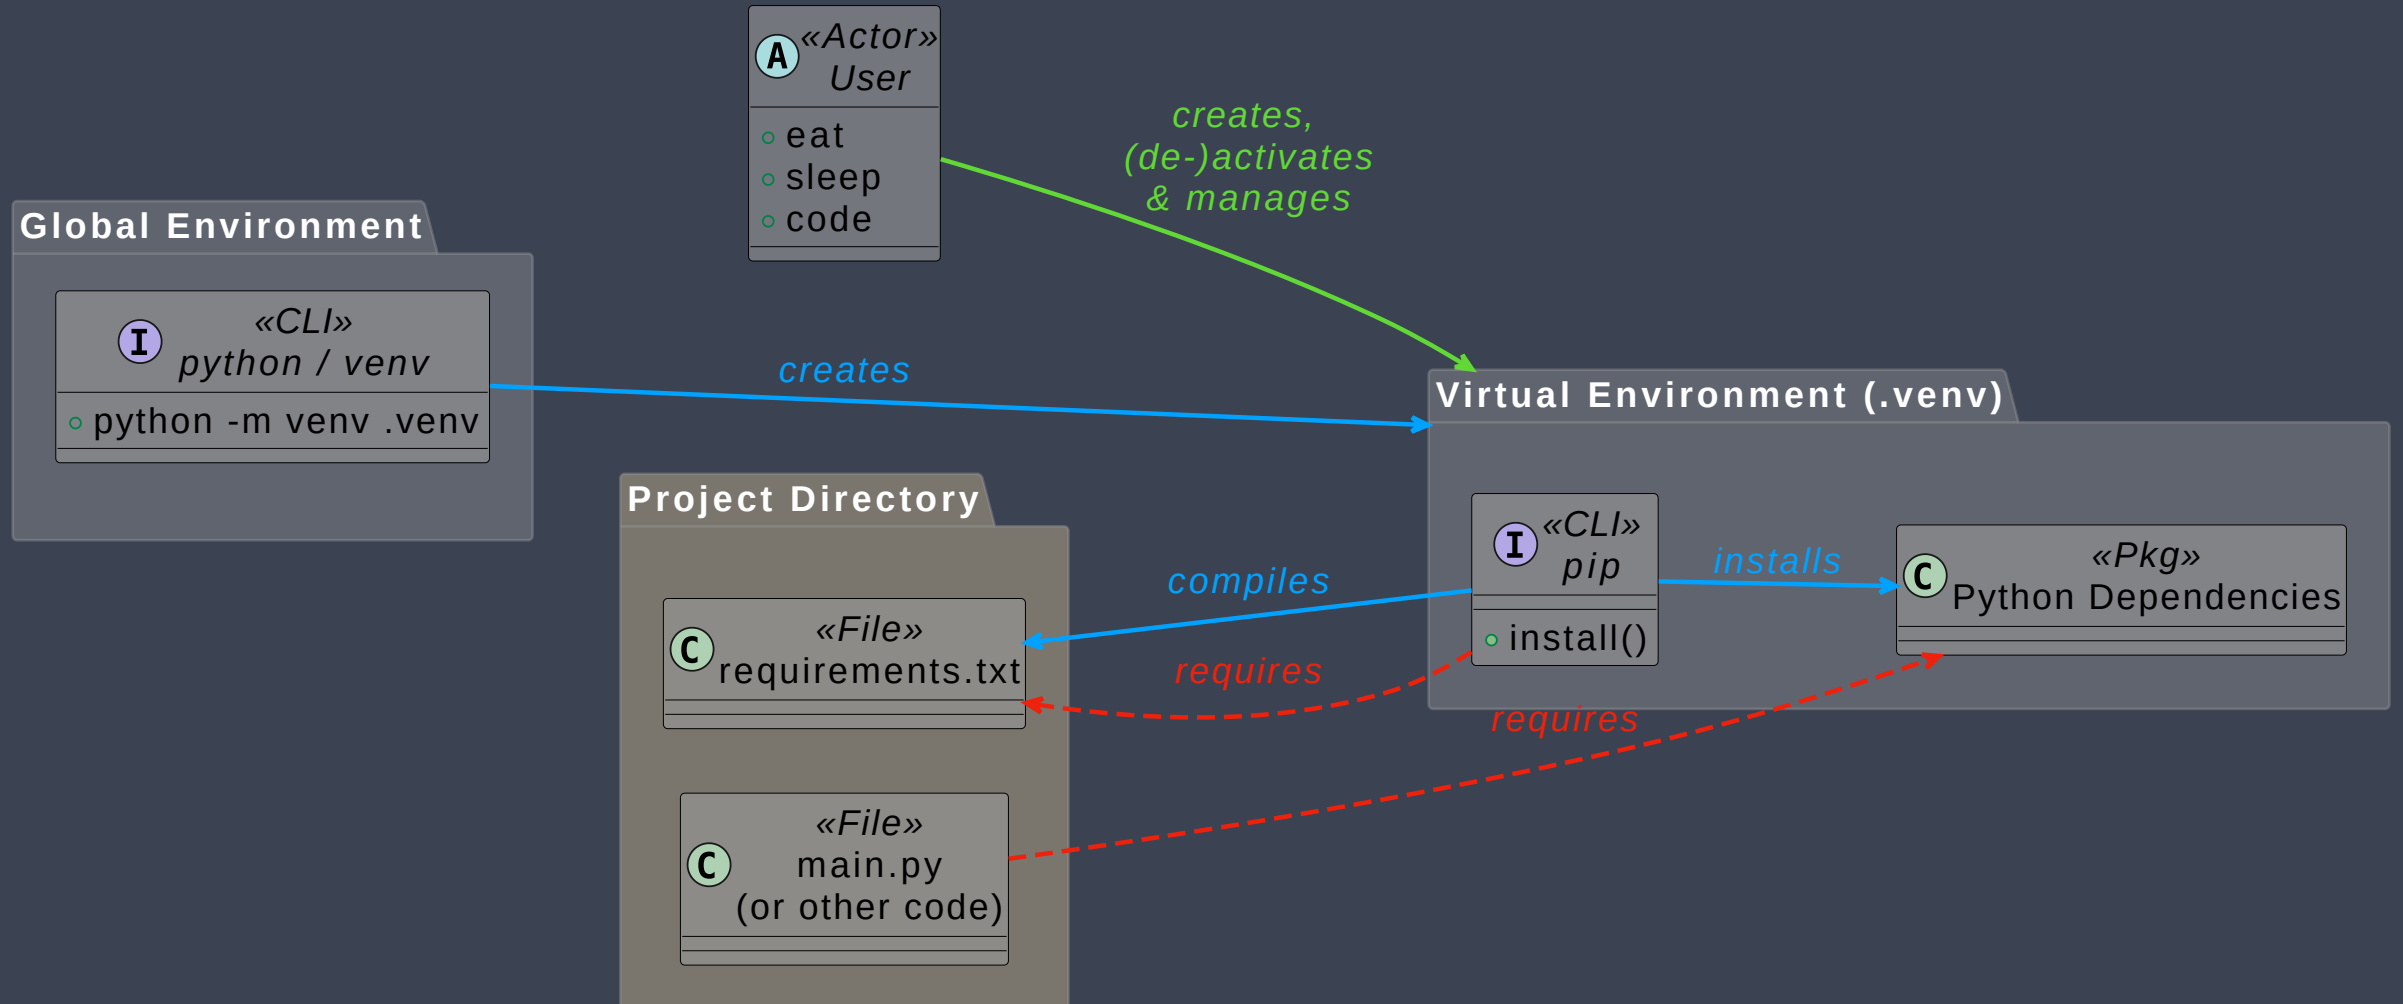 A
«Actor»
User
eat
sleep
code
creates,
(de-)activates
& manages
Global Environment
I
«CLI»
python / venv
python -m venv .venv
creates
Virtual Environment (.venv)
I
«CLI»
pip
install()
installs
C
«Pkg»
Python Dependencies
Project Directory
compiles
C
«File»
requirements.txt
requires
requires
C
«File»
main.py
(or other code)